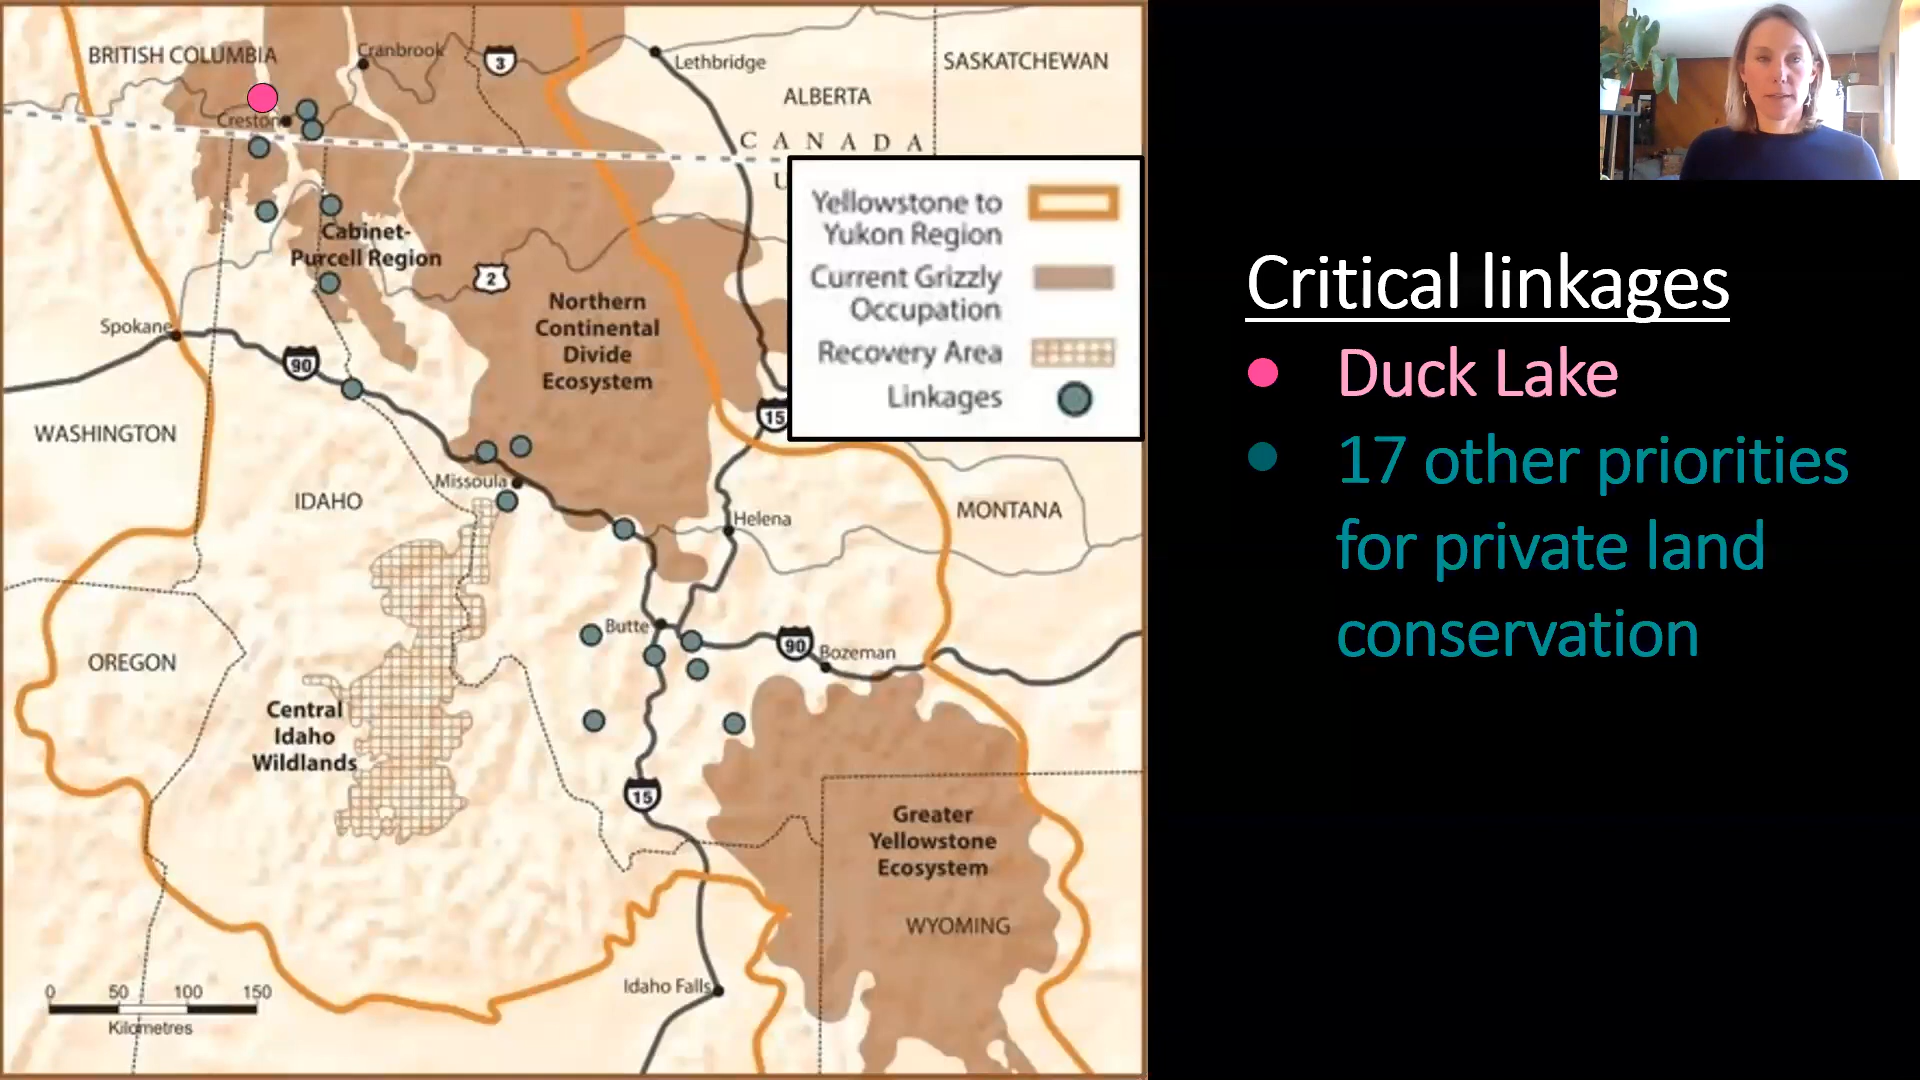 BRITISH COLUMBIA
Cranbrook
3
Lethbridge
SASKATCHEWAN
ALBERTA
Creston
CANADA
U
Yellowstone to
Yukon Region
Current Grizzly
Occupation
Recovery Area
Linkages
Cabinet-
Purcell Region
2
Northern
Continental
Divide
Ecosystem
Spokane
90
15
WASHINGTON
IDAHO
Missoula
Helena
MONTANA
Butte
90
Bozeman
OREGON
Central
Idaho
Wildlands
15
Greater
Yellowstone
Ecosystem
WYOMING
Idaho Falls
0 50 100 150
Kilometres
Critical linkages
• Duck Lake
• 17 other priorities
for private land
conservation